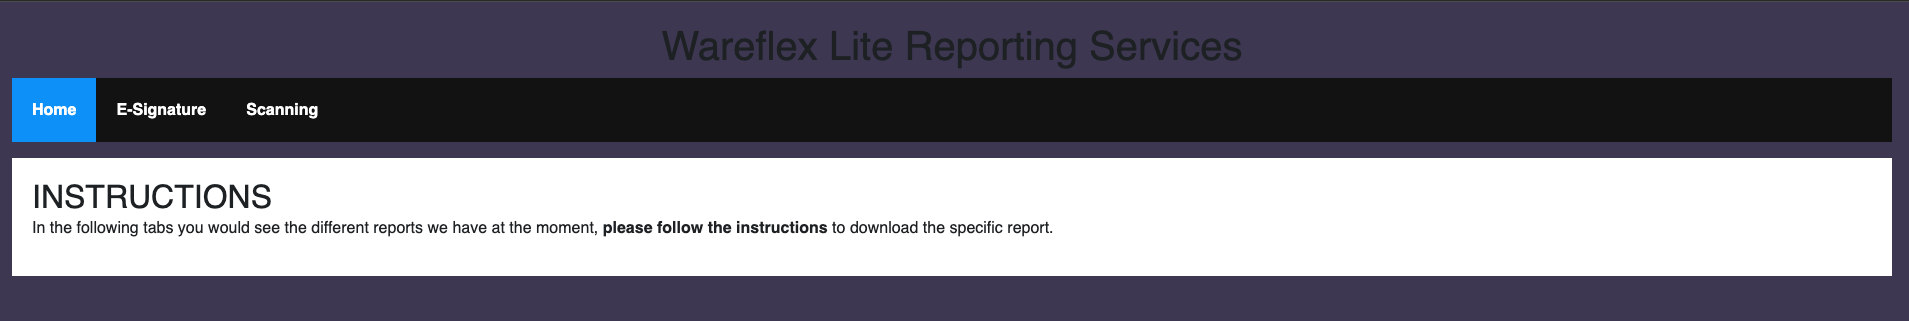 Wareflex Lite Reporting Services
Home E-Signature Scanning
INSTRUCTIONS
In the following tabs you would see the different reports we have at the moment, please follow the instructions to download the specific report.